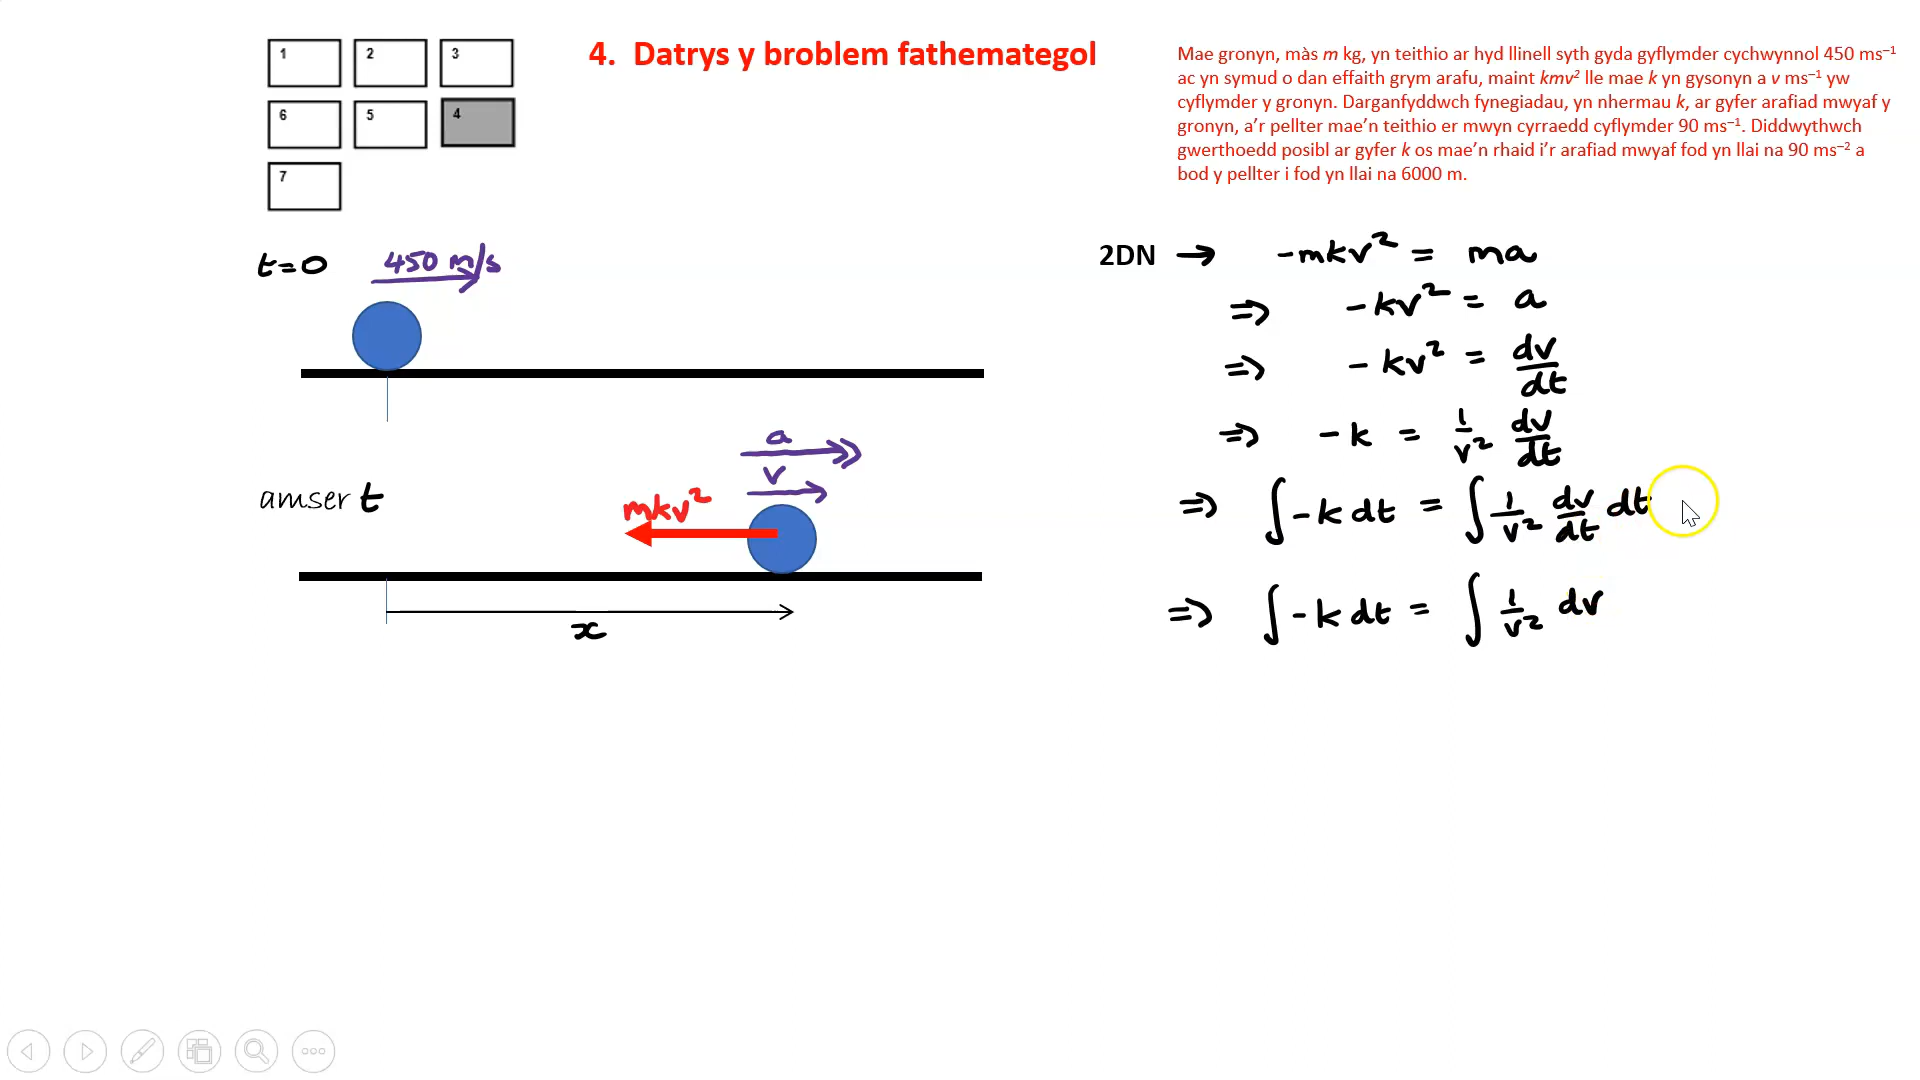 1 2 3
6 5 4
7
4. Datrys y broblem fathemategol
Mae gronyn, màs m kg, yn teithio ar hyd llinell syth gyda gyflymder cychwynnol 450 ms⁻¹
ac yn symud o dan effaith grym arafu, maint kmv² lle mae k yn gysonyn a v ms⁻¹ yw
cyflymder y gronyn. Darganfyddwch fynegiadau, yn nhermau k, ar gyfer arafiad mwyaf y
gronyn, a’r pellter mae’n teithio er mwyn cyrraedd cyflymder 90 ms⁻¹. Diddwythwch
gwerthoedd posibl ar gyfer k os mae’n rhaid i’r arafiad mwyaf fod yn llai na 90 ms⁻² a
bod y pellter i fod yn llai na 6000 m.
t=0 450 m/s
a
v
amser t
mkv²
x
2DN → -mkv² = ma
⇒ -kv² = a
⇒ -kv² = dv/dt
⇒ -k = 1/v² dv/dt
⇒ ∫-k dt = ∫ 1/v² dv/dt dt
⇒ ∫-k dt = ∫ 1/v² dv